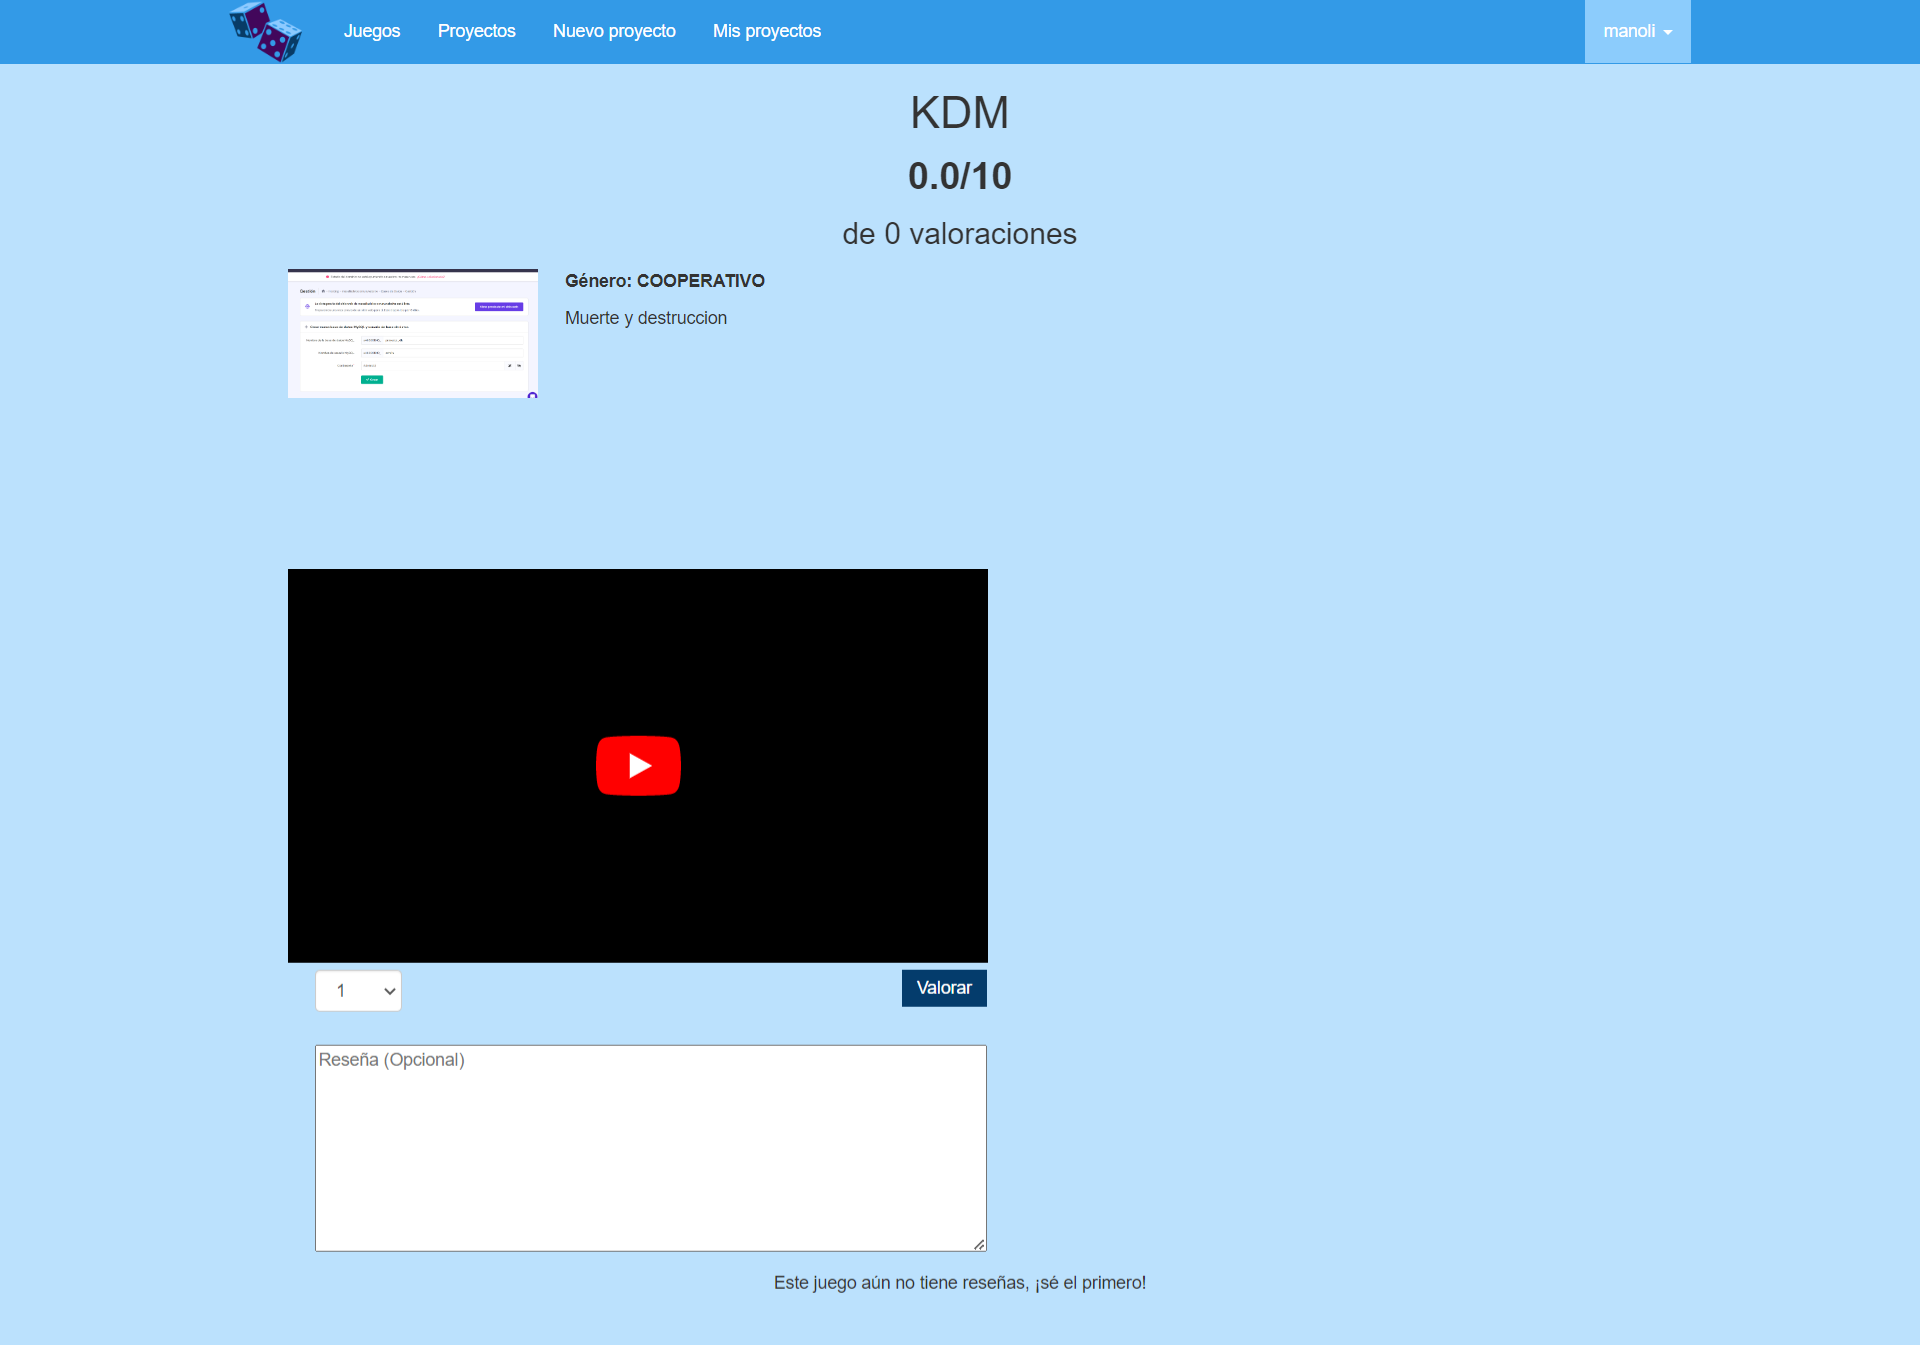 Juegos Proyectos Nuevo proyecto Mis proyectos manoli
KDM
0.0/10
de 0 valoraciones
Gestión
Género: COOPERATIVO
Muerte y destruccion
1
Valorar
Reseña (Opcional)
Este juego aún no tiene reseñas, ¡sé el primero!